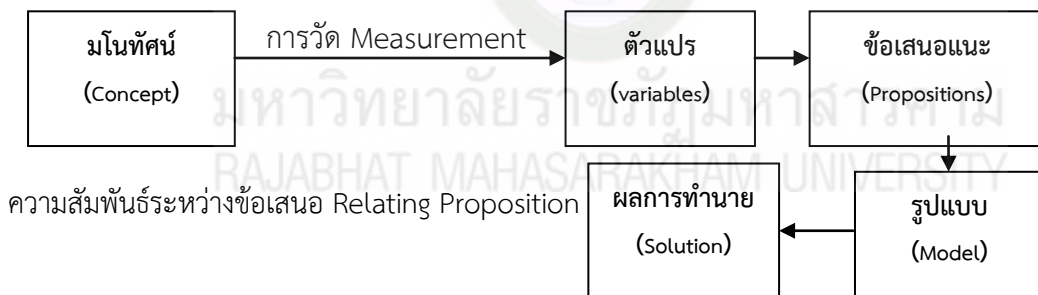 มโนทัศน์
(Concept)
การวัด Measurement
ตัวแปร
(variables)
ข้อเสนอแนะ
(Propositions)
มหาวิทยาลัยราชภัฏมหาสารคาม
RAJABHAT MAHASARAKHAM UNIVERSITY
ความสัมพันธ์ระหว่างข้อเสนอ Relating Proposition
ผลการทำนาย
(Solution)
รูปแบบ
(Model)